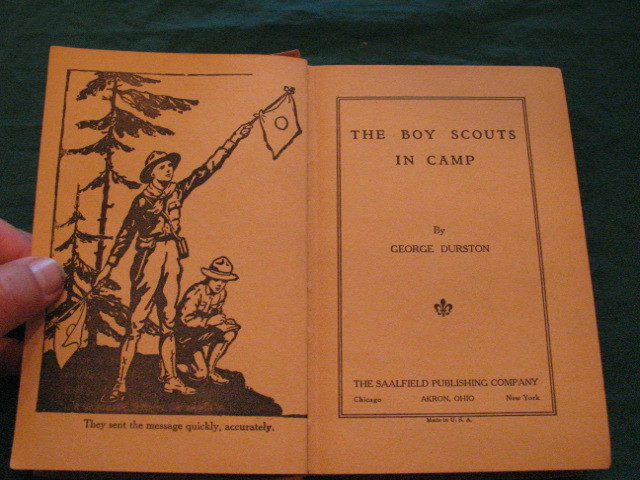 They sent the message quickly, accurately.
THE BOY SCOUTS
IN CAMP
By
GEORGE DURSTON
THE SAALFIELD PUBLISHING COMPANY
Chicago AKRON, OHIO New York
Made in U. S. A.